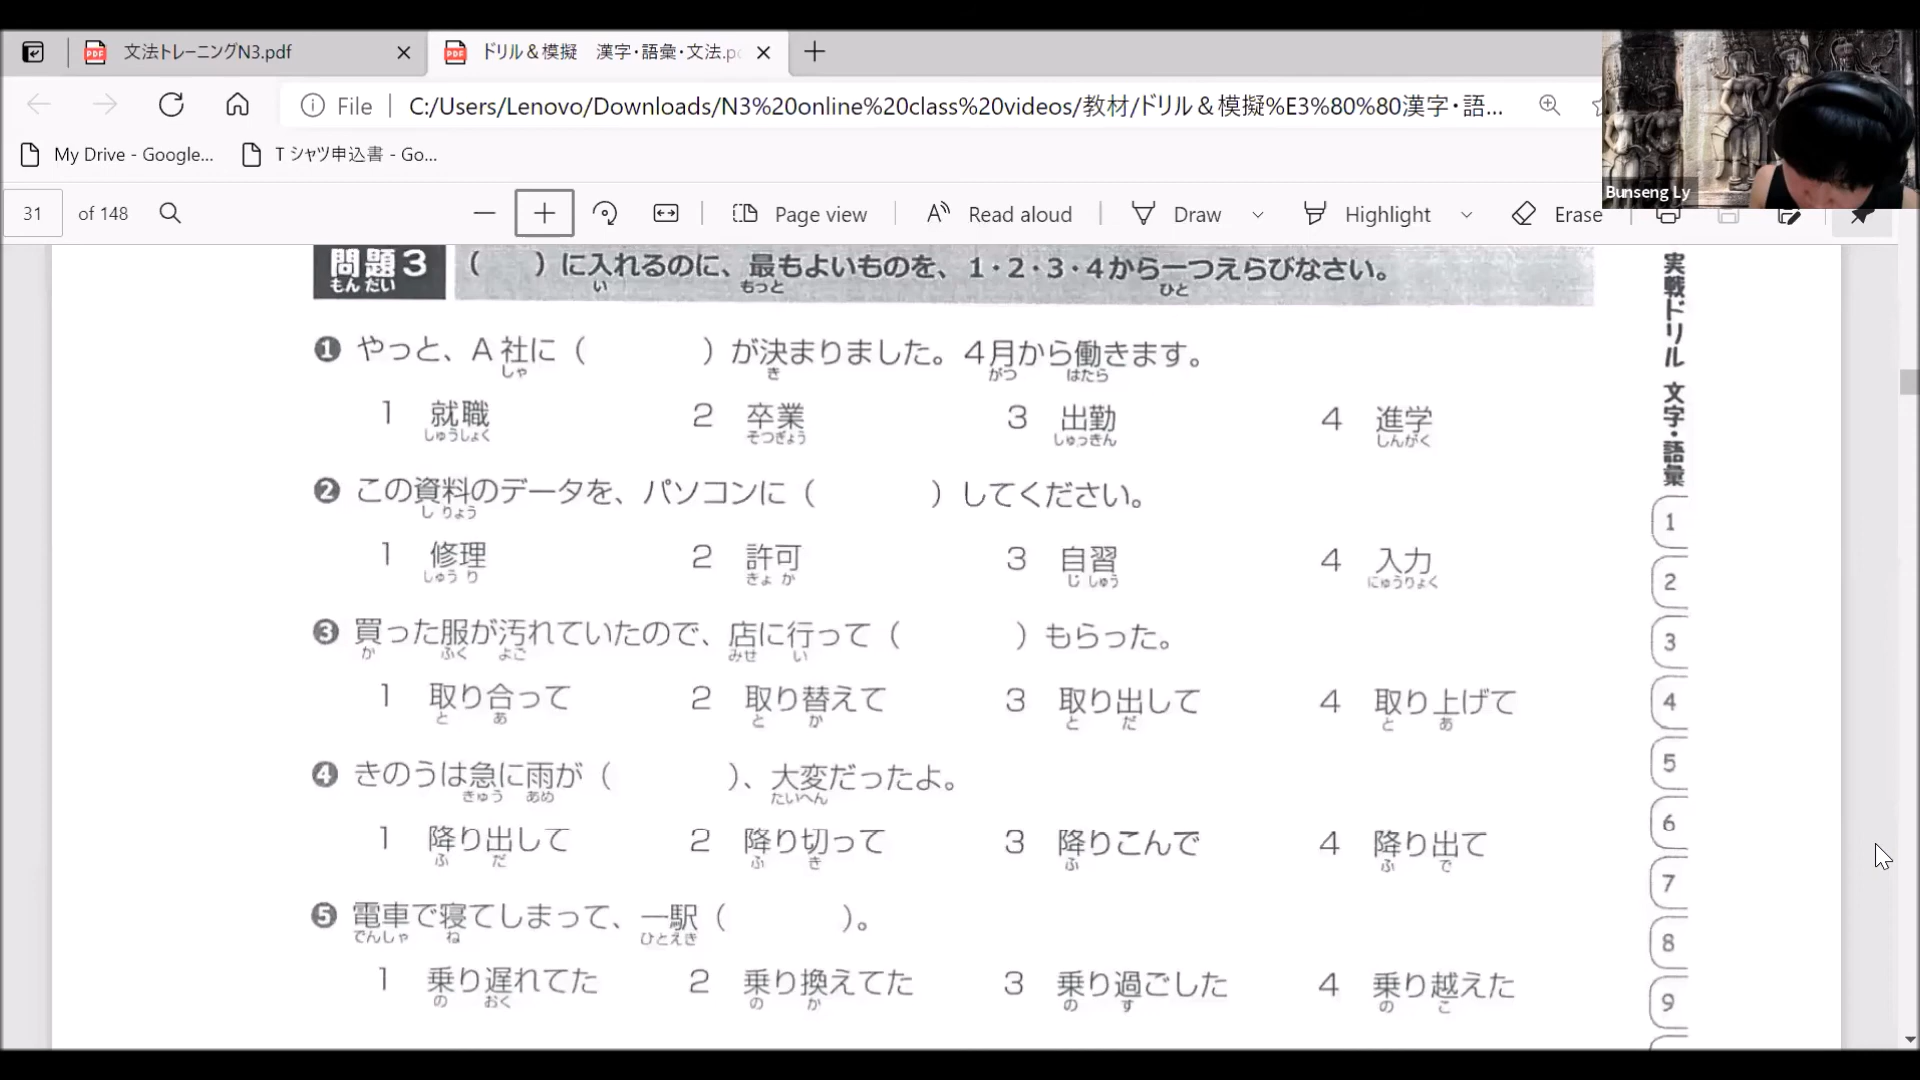 文法トレーニングN3.pdf
ドリル＆模擬　漢字・語彙・文法.p
File
C:/Users/Lenovo/Downloads/N3%20online%20class%20videos/教材/ドリル＆模擬%E3%80%80漢字・語...
My Drive - Google...
Tシャツ申込書 - Go...
Bunseng Ly
31 of 148
Page view
Read aloud
Draw
Highlight
Erase
問題3 (　　)に入れるのに、最もよいものを、1・2・3・4から一つえらびなさい。
もんだい い もっと ひと
❶ やっと、A社に（　　　）が決まりました。4月から働きます。
しゃ き がつ はたら
1 就職 2 卒業 3 出勤 4 進学
しゅうしょく そつぎょう しゅっきん しんがく
❷ この資料のデータを、パソコンに（　　　）してください。
しりょう
1 修理 2 許可 3 自習 4 入力
しゅうり きょか じしゅう にゅうりょく
❸ 買った服が汚れていたので、店に行って（　　　）もらった。
か ふく よご みせ い
1 取り合って 2 取り替えて 3 取り出して 4 取り上げて
と あ と か と だ と あ
❹ きのうは急に雨が（　　　）、大変だったよ。
きゅう あめ たいへん
1 降り出して 2 降り切って 3 降りこんで 4 降り出て
ふ だ ふ き ふ ふ で
❺ 電車で寝てしまって、一駅（　　　）。
でんしゃ ね ひとえき
1 乗り遅れてた 2 乗り換えてた 3 乗り過ごした 4 乗り越えた
の おく の か の す の こ
実戦ドリル 文字・語彙
1
2
3
4
5
6
7
8
9